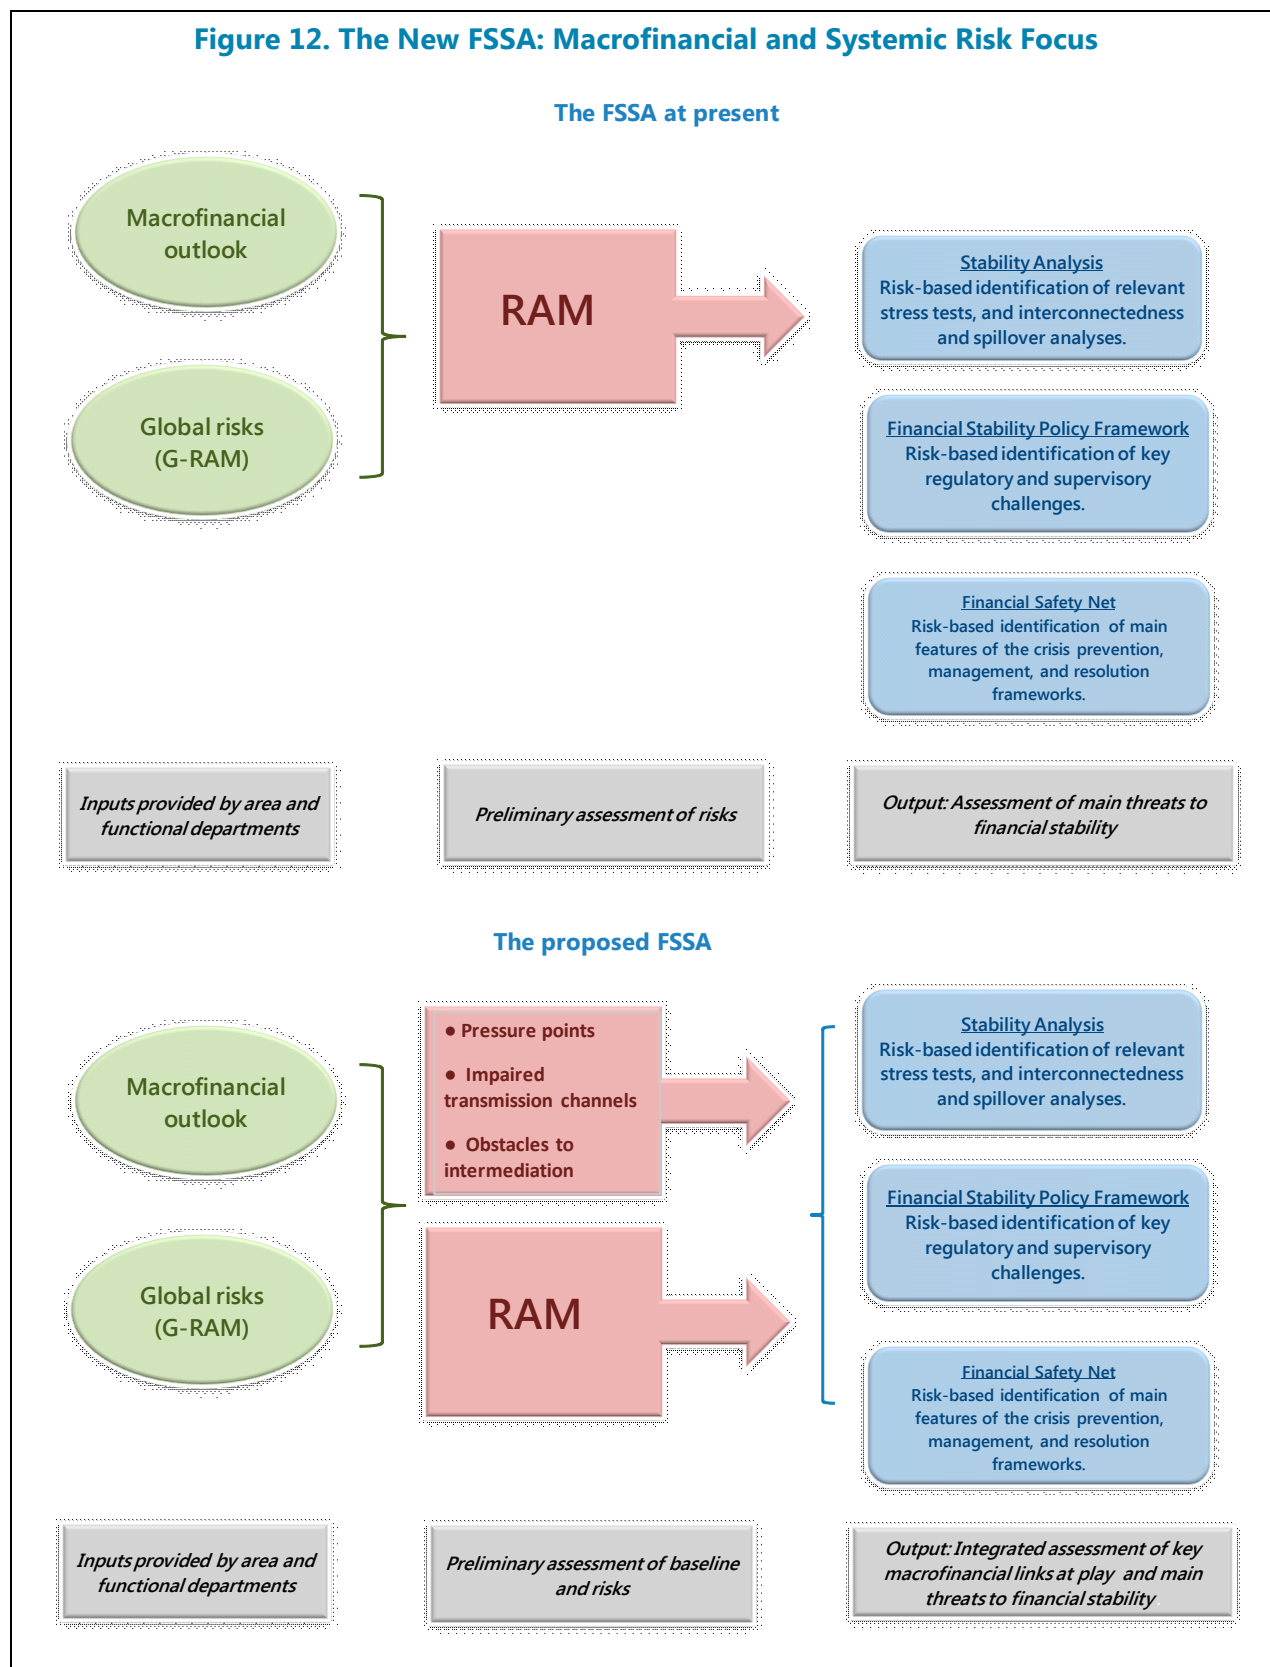 Figure 12. The New FSSA: Macrofinancial and Systemic Risk Focus
The FSSA at present
Macrofinancial
outlook
Global risks
(G-RAM)
RAM
Stability Analysis
Risk-based identification of relevant
stress tests, and interconnectedness
and spillover analyses.
Financial Stability Policy Framework
Risk-based identification of key
regulatory and supervisory
challenges.
Financial Safety Net
Risk-based identification of main
features of the crisis prevention,
management, and resolution
frameworks.
Inputs provided by area and
functional departments
Preliminary assessment of risks
Output: Assessment of main threats to
financial stability
The proposed FSSA
Macrofinancial
outlook
Global risks
(G-RAM)
● Pressure points
● Impaired
transmission channels
● Obstacles to
intermediation
RAM
Stability Analysis
Risk-based identification of relevant
stress tests, and interconnectedness
and spillover analyses.
Financial Stability Policy Framework
Risk-based identification of key
regulatory and supervisory
challenges.
Financial Safety Net
Risk-based identification of main
features of the crisis prevention,
management, and resolution
frameworks.
Inputs provided by area and
functional departments
Preliminary assessment of baseline
and risks
Output: Integrated assessment of key
macrofinancial links at play and main
threats to financial stability